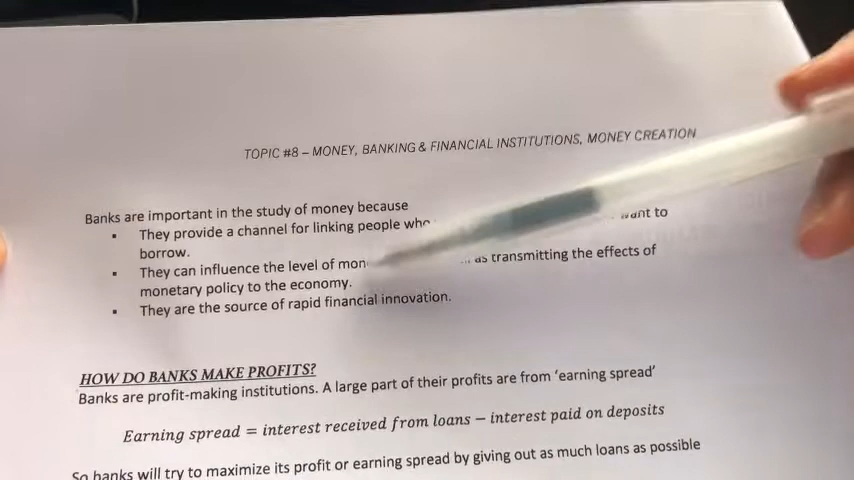 TOPIC #8 – MONEY, BANKING & FINANCIAL INSTITUTIONS, MONEY CREATION
Banks are important in the study of money because
▪ They provide a channel for linking people who want to
borrow.
▪ They can influence the level of as transmitting the effects of
monetary policy to the economy.
▪ They are the source of rapid financial innovation.
HOW DO BANKS MAKE PROFITS?
Banks are profit-making institutions. A large part of their profits are from ‘earning spread’
Earning spread = interest received from loans − interest paid on deposits
So banks will try to maximize its profit or earning spread by giving out as much loans as possible